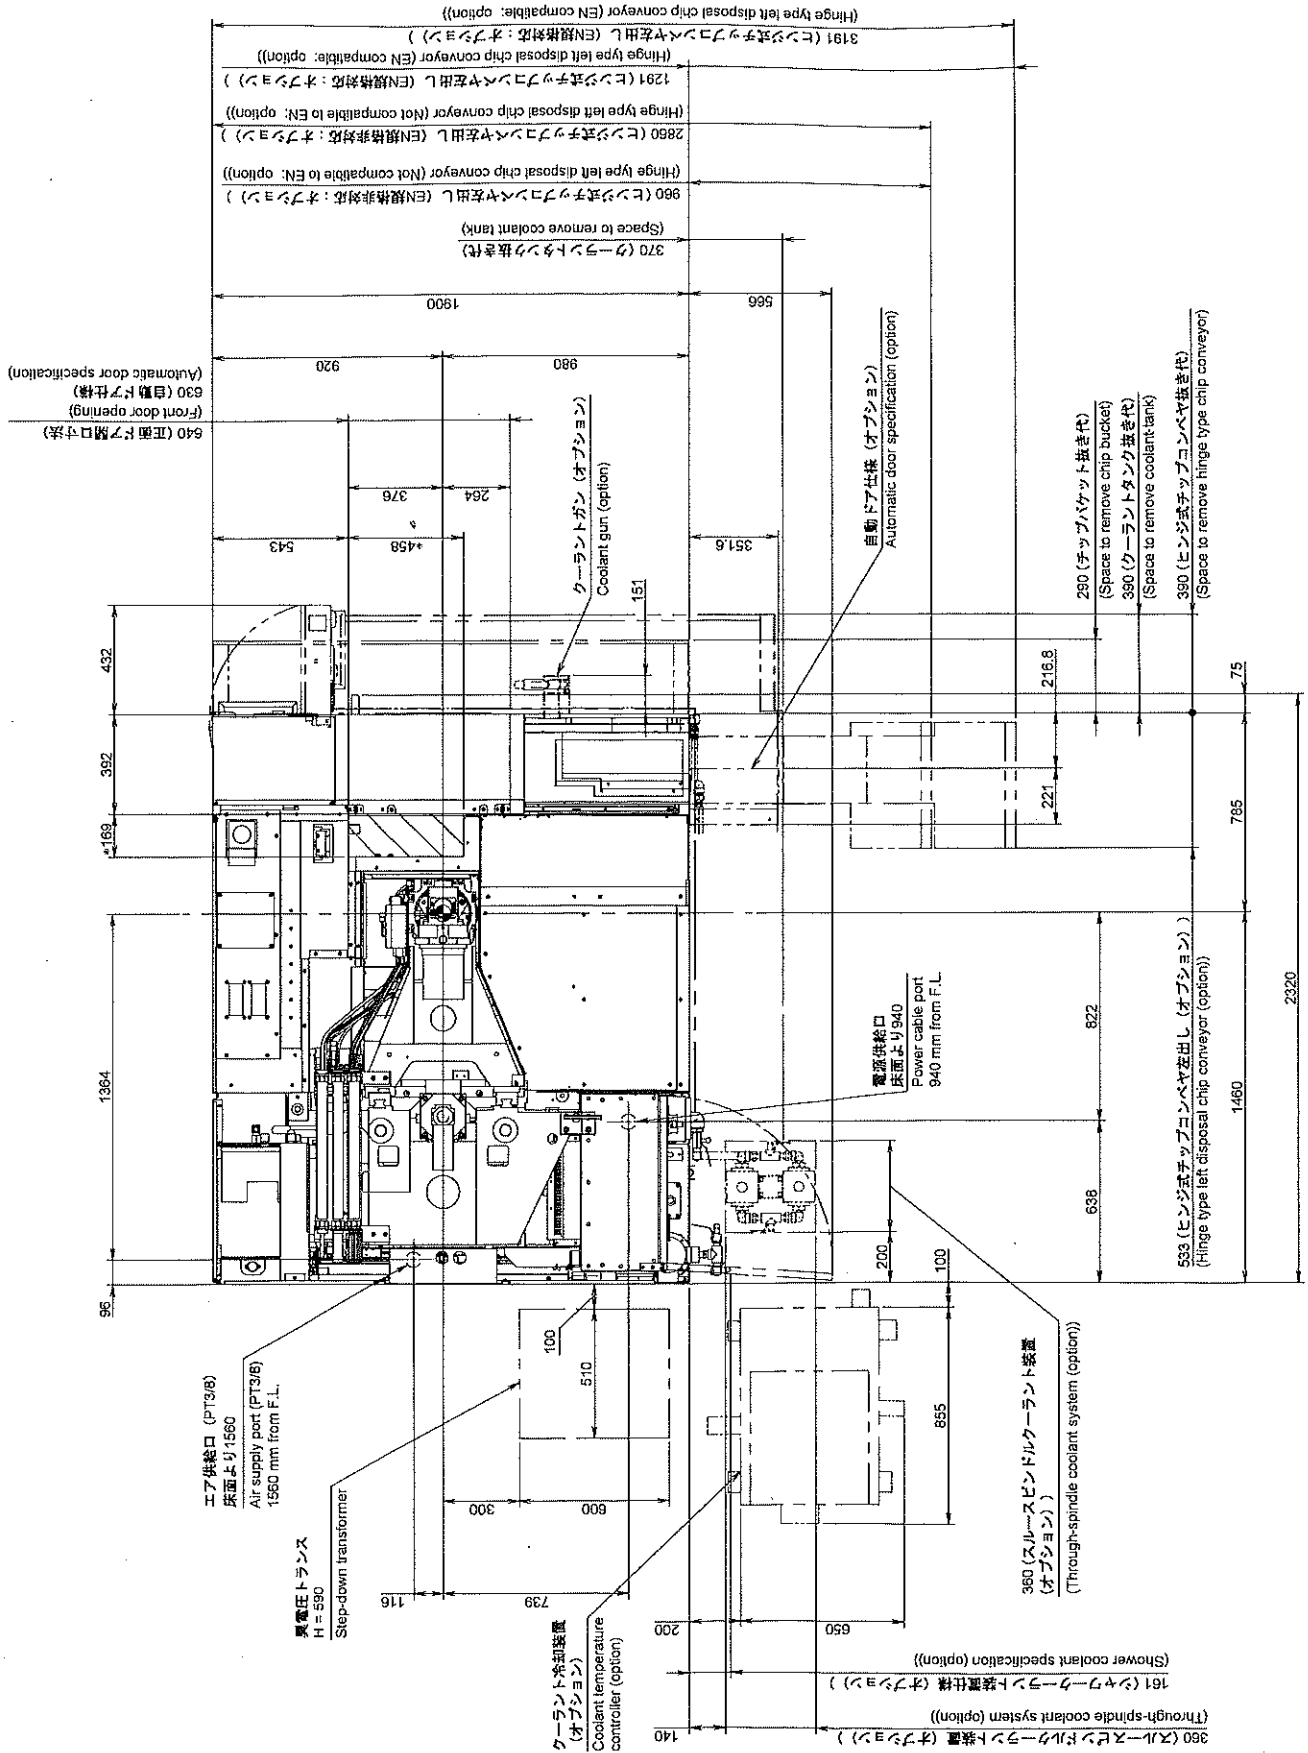 3191 (ヒンジ式チップコンベヤ左出し (EN規格対応：オプション) )
(Hinge type left disposal chip conveyor (EN compatible: option))
1291 (ヒンジ式チップコンベヤ左出し (EN規格対応：オプション) )
(Hinge type left disposal chip conveyor (EN compatible: option))
2860 (ヒンジ式チップコンベヤ左出し (EN規格非対応：オプション) )
(Hinge type left disposal chip conveyor (Not compatible to EN: option))
960 (ヒンジ式チップコンベヤ左出し (EN規格非対応：オプション) )
(Hinge type left disposal chip conveyor (Not compatible to EN: option))
370 (クーラントタンク抜き代)
(Space to remove coolant tank)
1900
566
920
980
640 (正面ドア開口寸法)
(Front door opening)
630 (自動ドア仕様)
(Automatic door specification)
376
264
543
*458
351.6
クーラントガン (オプション)
Coolant gun (option)
151
自動ドア仕様 (オプション)
Automatic door specification (option)
290 (チップバケット抜き代)
(Space to remove chip bucket)
390 (クーラントタンク抜き代)
(Space to remove coolant-tank)
390 (ヒンジ式チップコンベヤ抜き代)
(Space to remove hinge type chip conveyor)
432
392
*169
1364
96
216.8
75
221
785
822
1460
2320
638
533 (ヒンジ式チップコンベヤ左出し (オプション) )
(Hinge type left disposal chip conveyor (option))
電源供給口
床面より940
Power cable port
940 mm from F.L.
200
100
エア供給口 (PT3/8)
床面より1560
Air supply port (PT3/8)
1560 mm from F.L.
100
510
異電圧トランス
H = 590
Step-down transformer
300
600
855
116
739
360 (スルースピンドルクーラント装置
(オプション) )
(Through-spindle coolant system (option))
クーラント冷却装置
(オプション)
Coolant temperature
controller (option)
200
650
161 (シャワークーラント装置仕様 (オプション) )
(Shower coolant specification (option))
140
360 (スルースピンドルクーラント装置 (オプション) )
(Through-spindle coolant system (option))